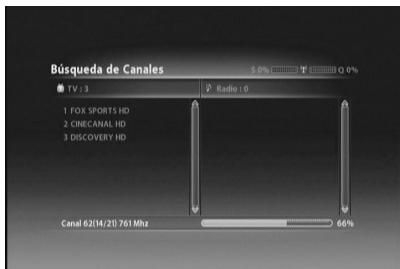 Búsqueda de Canales S 0% T Q 0%
TV : 3 Radio : 0
1 FOX SPORTS HD
2 CINECANAL HD
3 DISCOVERY HD
Canal 62(14/21) 761 Mhz 66%